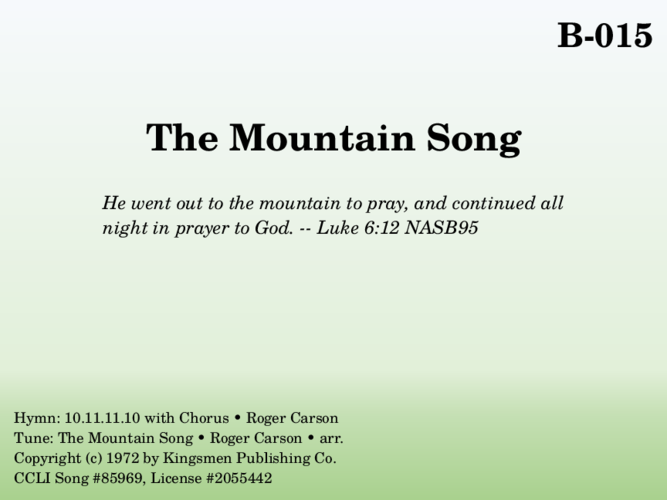 B-015
The Mountain Song
He went out to the mountain to pray, and continued all
night in prayer to God. -- Luke 6:12 NASB95
Hymn: 10.11.11.10 with Chorus • Roger Carson
Tune: The Mountain Song • Roger Carson • arr.
Copyright (c) 1972 by Kingsmen Publishing Co.
CCLI Song #85969, License #2055442